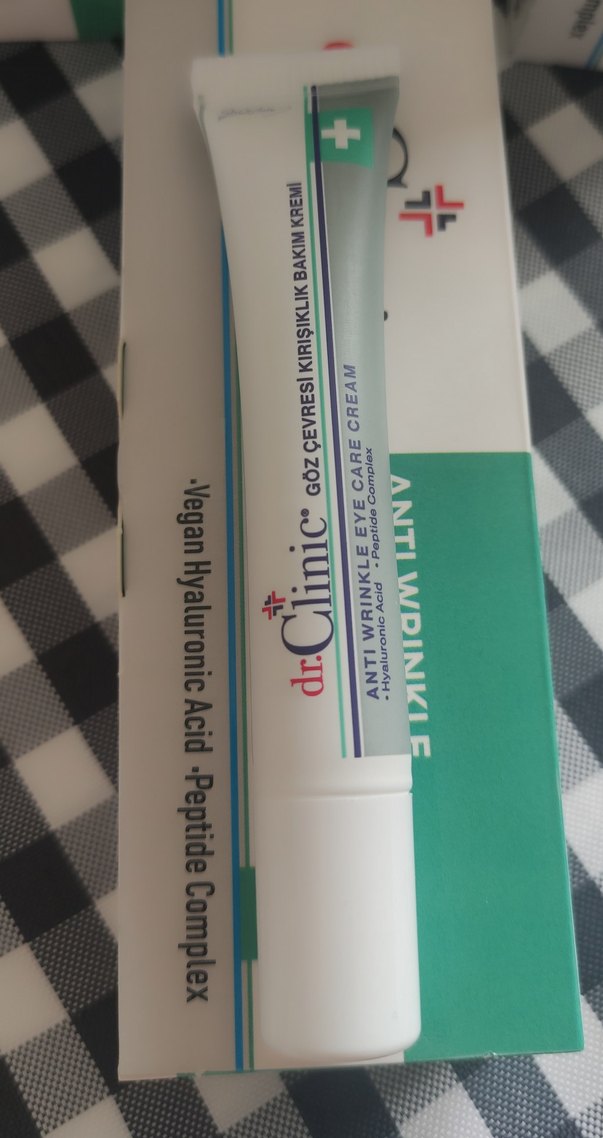 dr.Clinic®
GÖZ ÇEVRESİ KIRIŞIKLIK BAKIM KREMİ
ANTI WRINKLE EYE CARE CREAM
• Hyaluronic Acid • Peptide Complex
•Vegan Hyaluronic Acid •Peptide Complex
ANTI WRINKLE